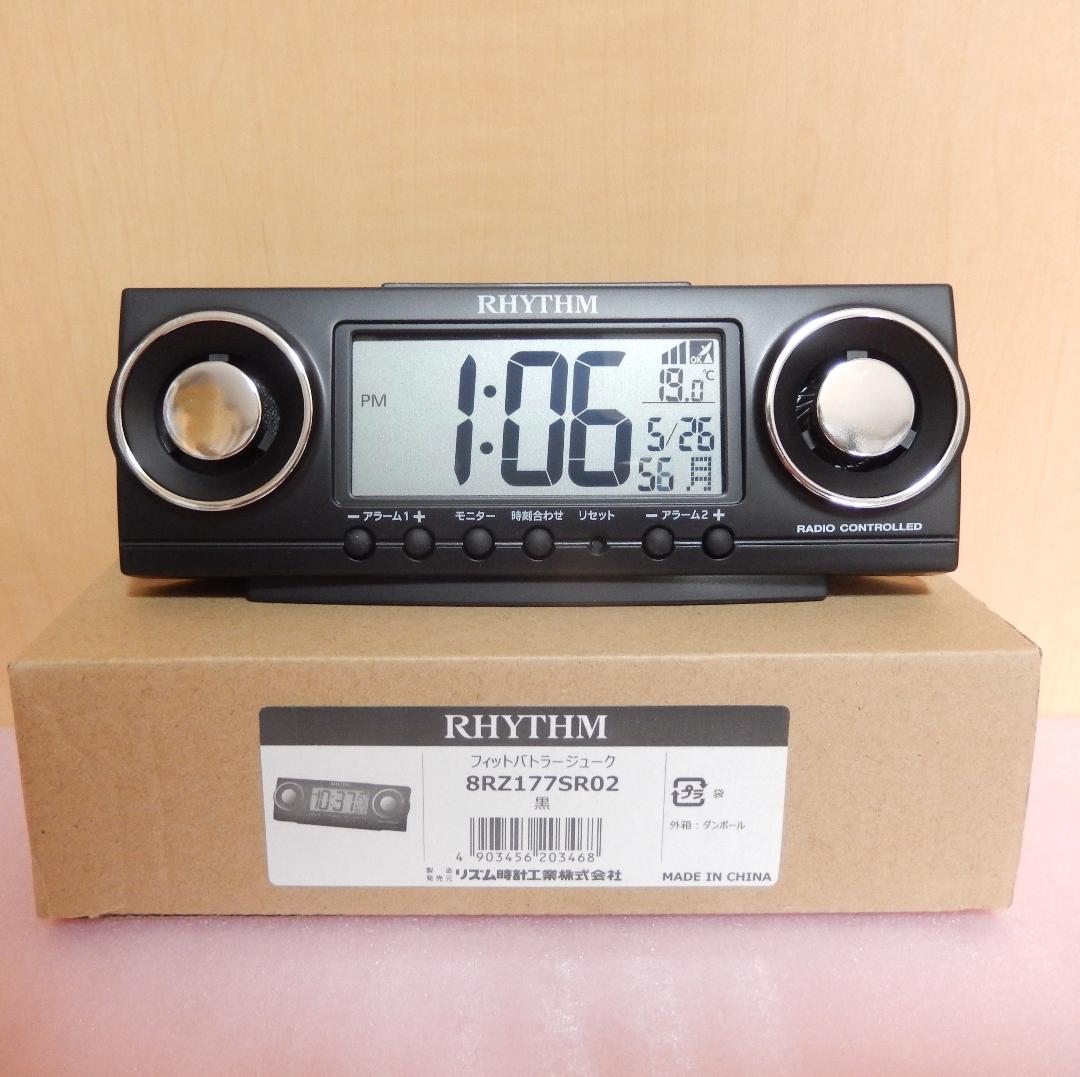 RHYTHM
PM
1:06
OK
19.0℃
5/26
56 月
− アラーム1 +
モニター
時刻合わせ
リセット
− アラーム2 +
RADIO CONTROLLED
RHYTHM
フィットバトラージューク
8RZ177SR02
黒
4 903456 203468
製造
発売元 リズム時計工業株式会社
RHYTHM
10:37
プラ 袋
外箱：ダンボール
MADE IN CHINA